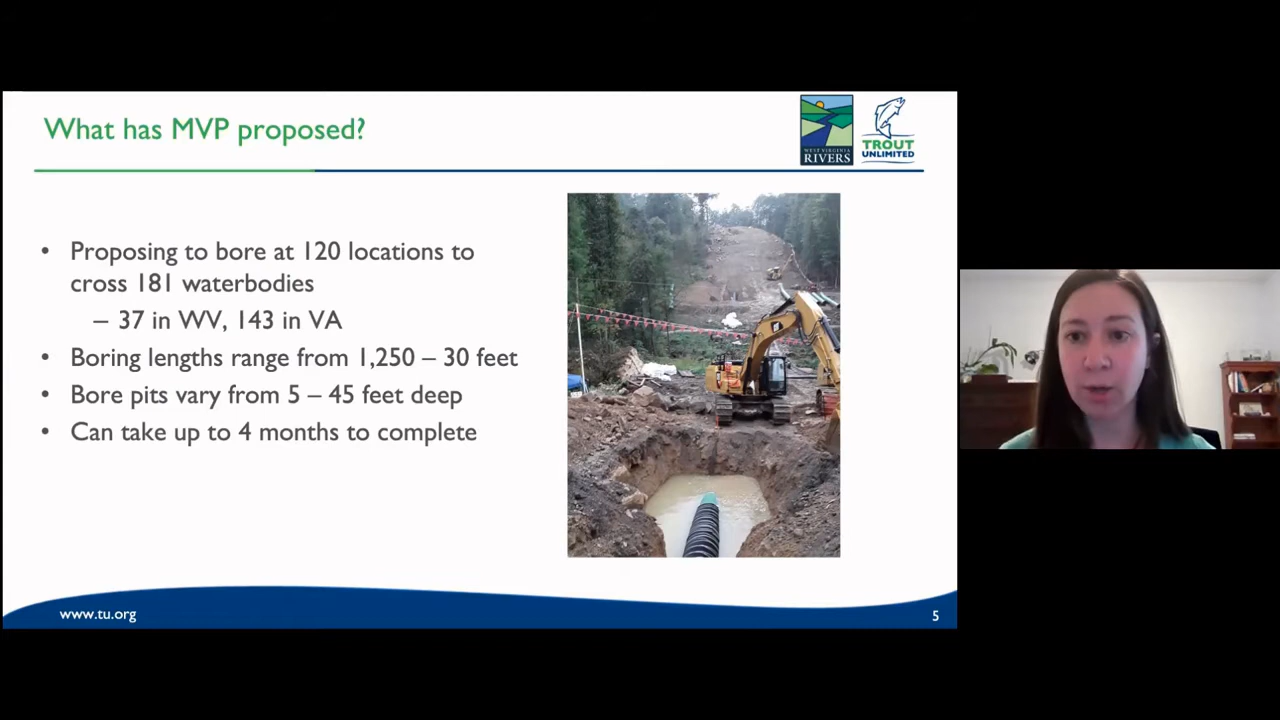 What has MVP proposed?
WEST VIRGINIA
RIVERS
TROUT
UNLIMITED
• Proposing to bore at 120 locations to
cross 181 waterbodies
– 37 in WV, 143 in VA
• Boring lengths range from 1,250 – 30 feet
• Bore pits vary from 5 – 45 feet deep
• Can take up to 4 months to complete
www.tu.org
5